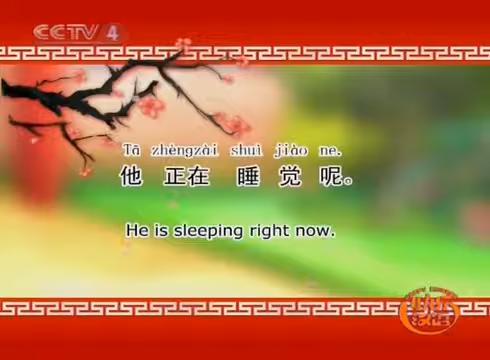 CCTV 4
Tā zhèngzài shuì jiào ne.
他 正在 睡 觉 呢。
He is sleeping right now.